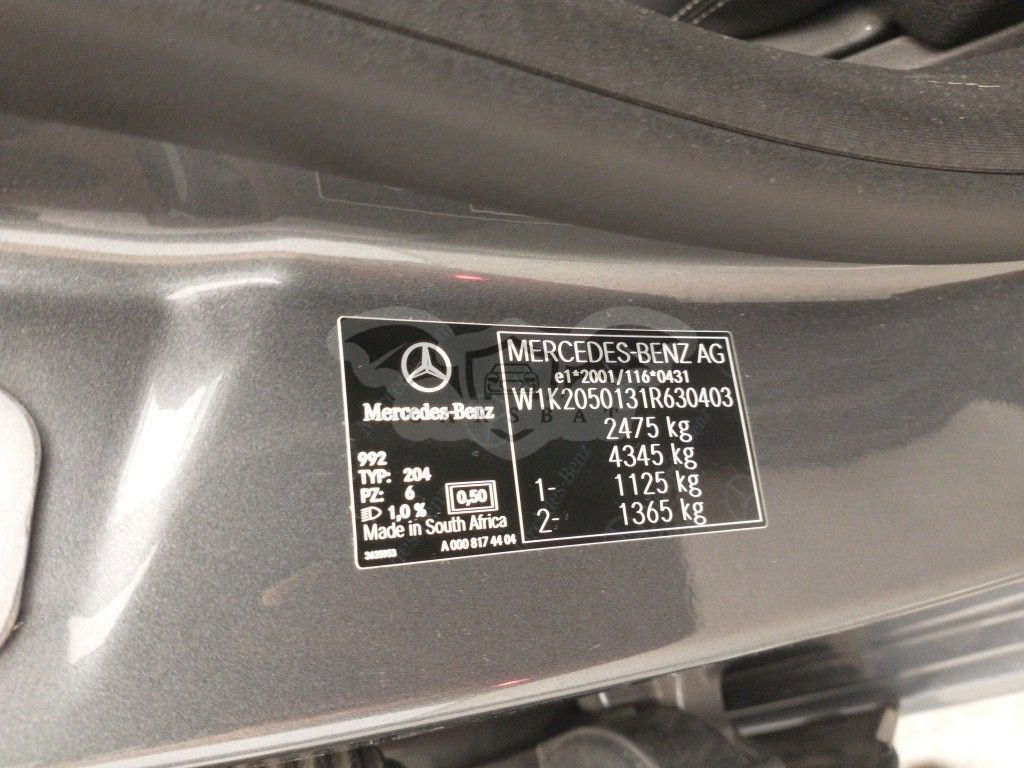 Mercedes-Benz
992
TYP: 204
PZ: 6
0,50
1,0 %
Made in South Africa
A 000 817 44 04
MERCEDES-BENZ AG
e1*2001/116*0431
W1K2050131R630403
2475 kg
4345 kg
1- 1125 kg
2- 1365 kg